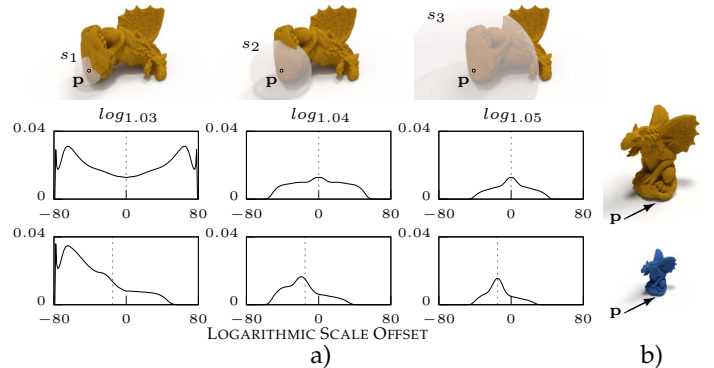 s1 s2 s3
p p p
log1.03 log1.04 log1.05
0.04 0.04 0.04
0 0 0
−80 0 80 −80 0 80 −80 0 80
p
0.04 0.04 0.04
0 0 0
−80 0 80 −80 0 80 −80 0 80
p
LOGARITHMIC SCALE OFFSET
a) b)